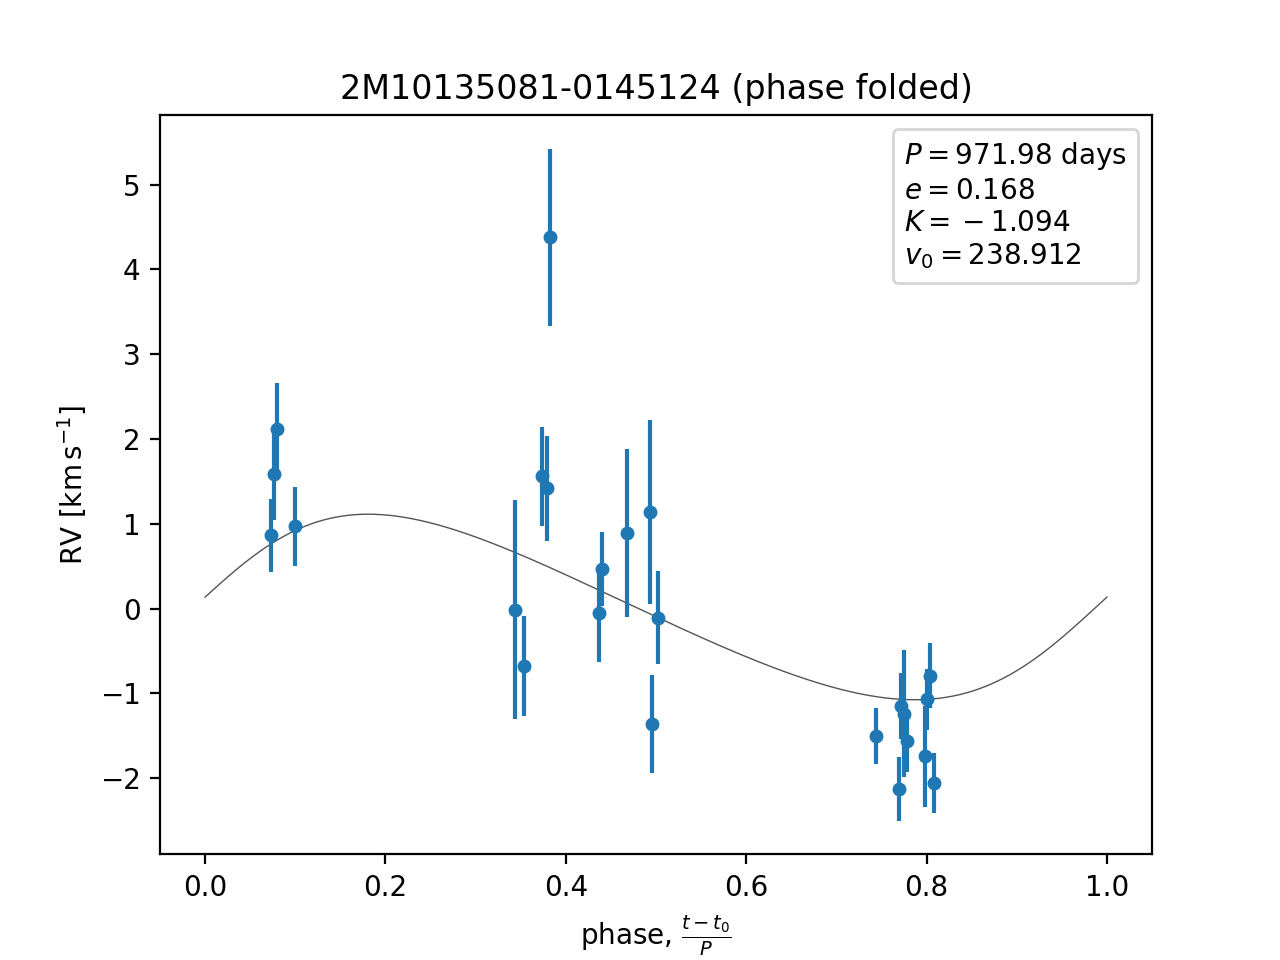 2M10135081-0145124 (phase folded)
P = 971.98 days
e = 0.168
K = −1.094
v₀ = 238.912
RV [km s⁻¹]
5
4
3
2
1
0
−1
−2
0.0 0.2 0.4 0.6 0.8 1.0
phase, (t − t₀)/P